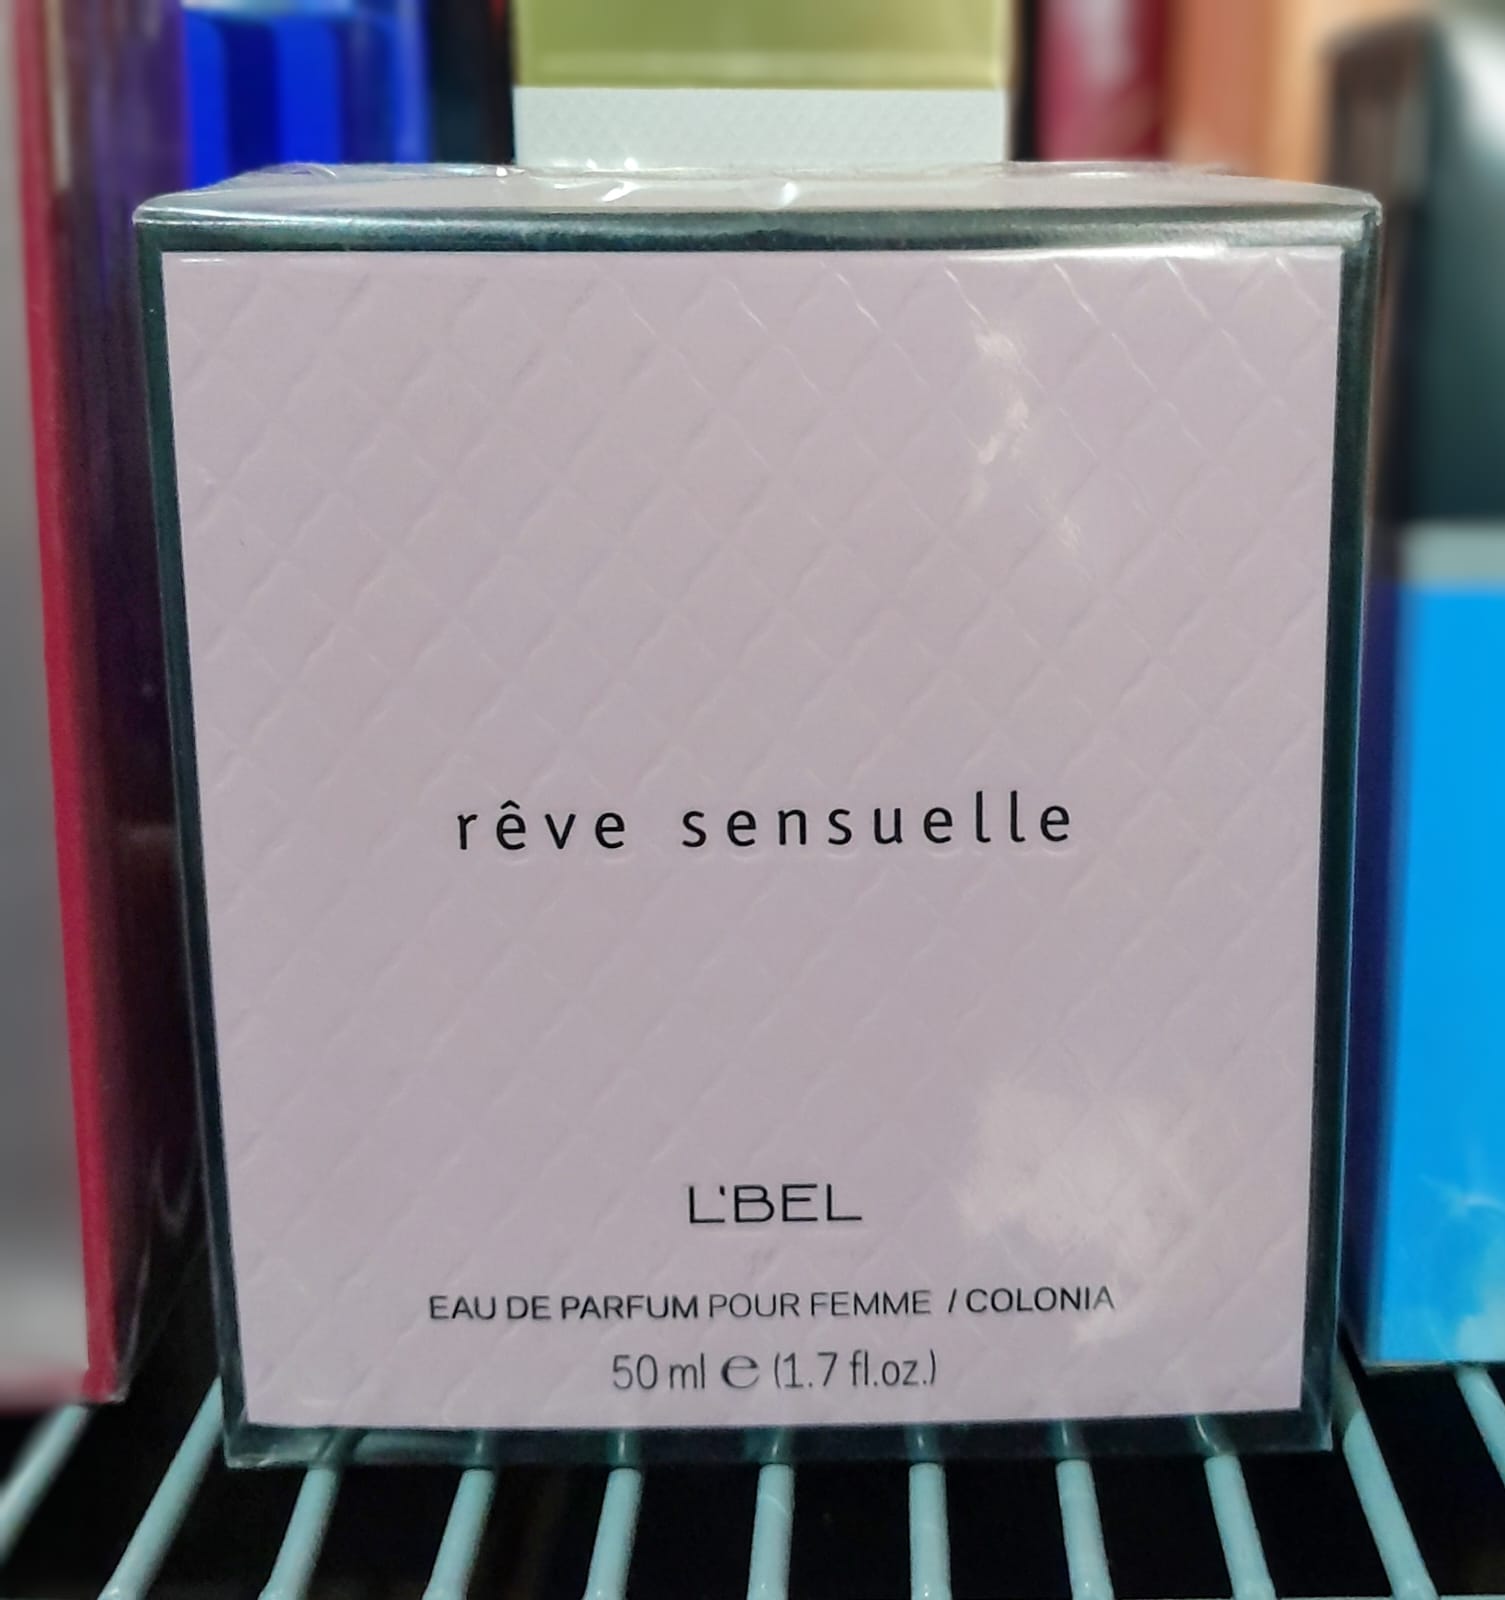 rêve sensuelle
L'BEL
EAU DE PARFUM POUR FEMME / COLONIA
50 ml ℮ (1.7 fl.oz.)